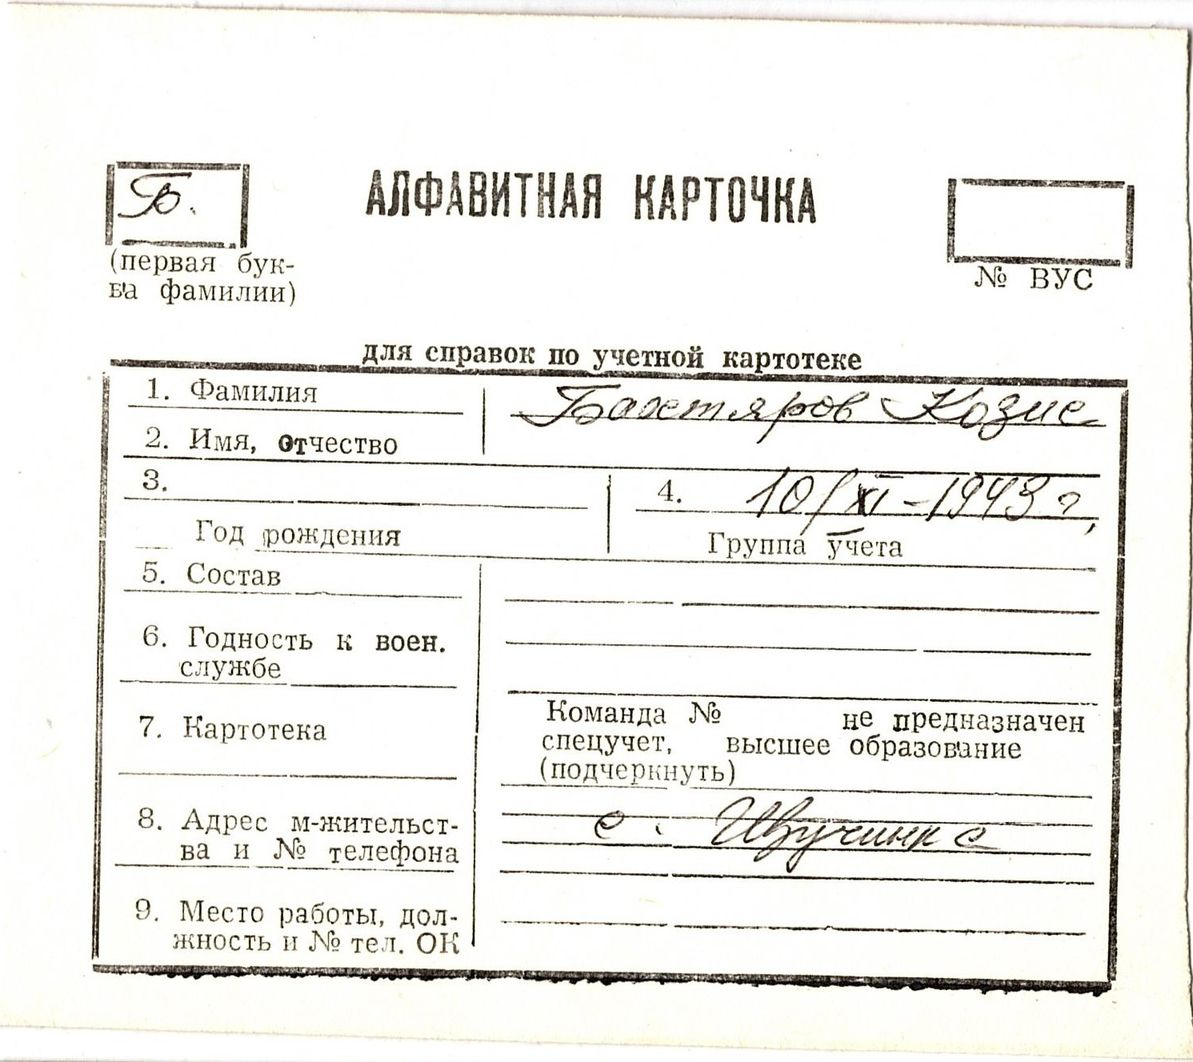 Б.
АЛФАВИТНАЯ КАРТОЧКА
(первая бук-
ва фамилии)
№ ВУС
для справок по учетной картотеке
1. Фамилия
Бахтяров Козис
2. Имя, отчество
3.
4. 10/XI-1943 г,
Год рождения
Группа учета
5. Состав
6. Годность к воен.
службе
7. Картотека
Команда № не предназначен
спецучет, высшее образование
(подчеркнуть)
8. Адрес м-жительст-
ва и № телефона
с.
9. Место работы, дол-
жность и № тел. ОК